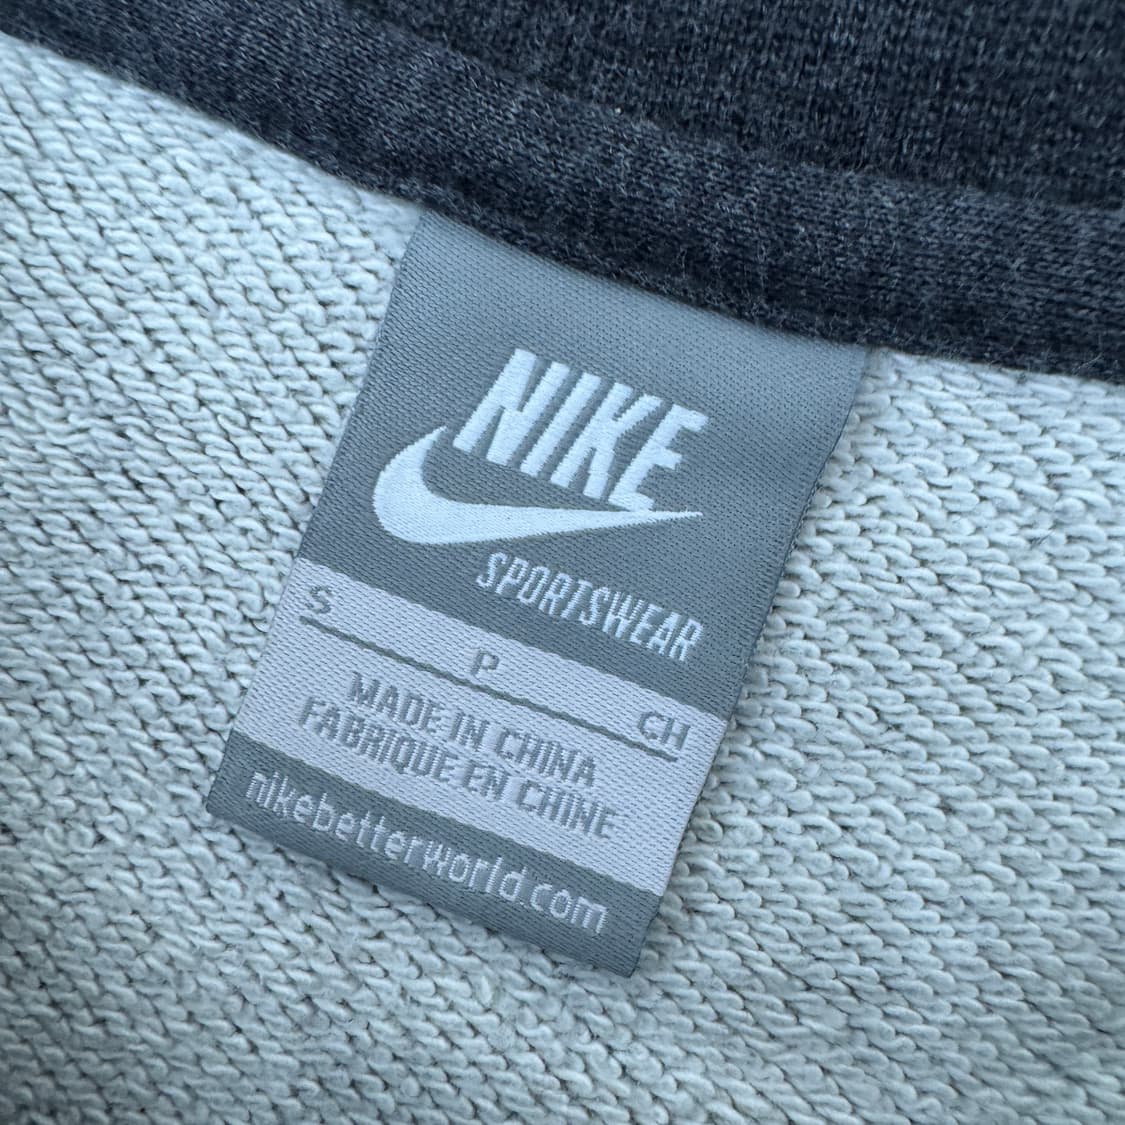 NIKE
SPORTSWEAR
S
P
CH
MADE IN CHINA
FABRIQUE EN CHINE
nikebetterworld.com